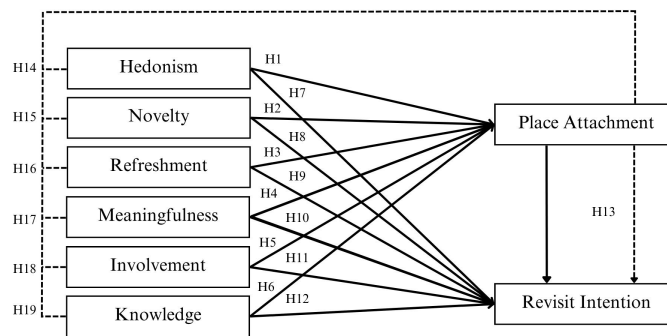 H1
H14
Hedonism
H7
H15
Novelty
H2
H8
Place Attachment
H3
H16
Refreshment
H9
H4
H17
Meaningfulness
H10
H13
H5
H18
Involvement
H11
H6
H19
Knowledge
H12
Revisit Intention